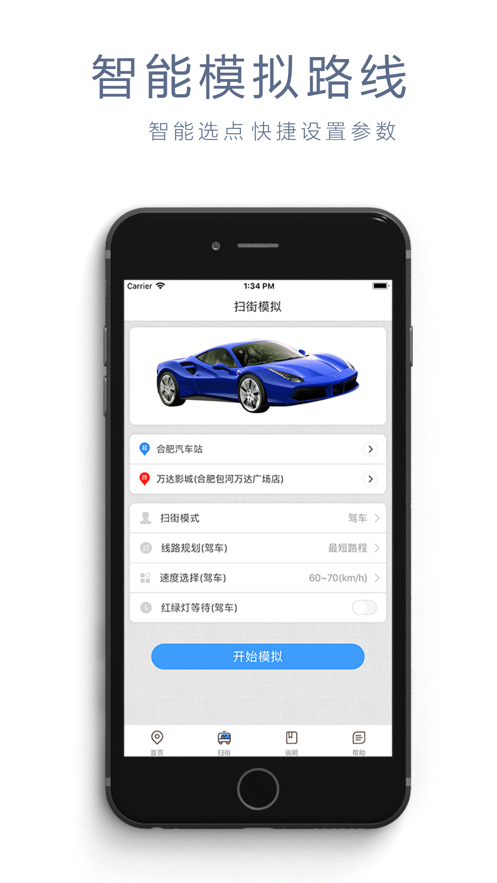 智能模拟路线
智能选点 快捷设置参数
Carrier 1:34 PM
扫街模拟
起 合肥汽车站
终 万达影城(合肥包河万达广场店)
扫街模式 驾车
线路规划(驾车) 最短路程
速度选择(驾车) 60~70(km/h)
红绿灯等待(驾车)
开始模拟
首页 扫街 说明 帮助